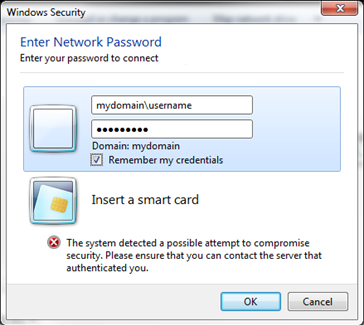 Windows Security
Enter Network Password
Enter your password to connect
mydomain\username
●●●●●●●●●
Domain: mydomain
Remember my credentials
Insert a smart card
The system detected a possible attempt to compromise
security. Please ensure that you can contact the server that
authenticated you.
OK Cancel